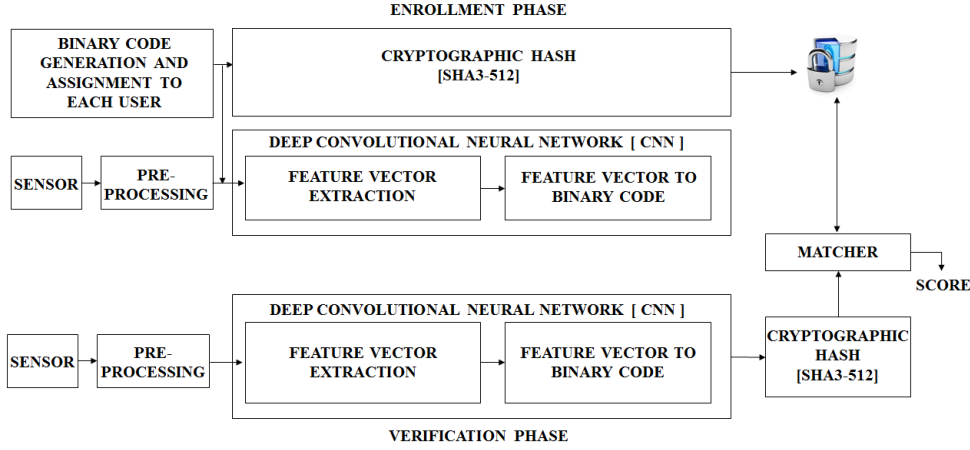 ENROLLMENT PHASE
BINARY CODE
GENERATION AND
ASSIGNMENT TO
EACH USER
CRYPTOGRAPHIC HASH
[SHA3-512]
DEEP CONVOLUTIONAL NEURAL NETWORK [ CNN ]
SENSOR
PRE-
PROCESSING
FEATURE VECTOR
EXTRACTION
FEATURE VECTOR TO
BINARY CODE
MATCHER
SCORE
DEEP CONVOLUTIONAL NEURAL NETWORK [ CNN ]
SENSOR
PRE-
PROCESSING
FEATURE VECTOR
EXTRACTION
FEATURE VECTOR TO
BINARY CODE
CRYPTOGRAPHIC
HASH
[SHA3-512]
VERIFICATION PHASE